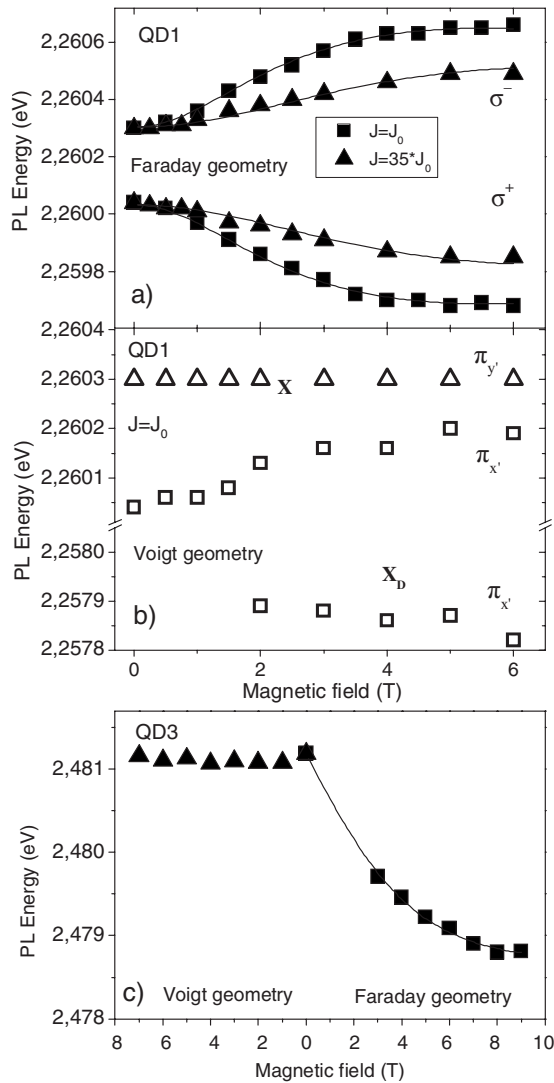 2,2606
QD1
σ⁻
2,2604
J=J₀
J=35*J₀
2,2602
Faraday geometry
PL Energy (eV)
2,2600
σ⁺
2,2598
a)
2,2596
2,2604
QD1
πy'
2,2603
X
J=J₀
2,2602
πx'
2,2601
PL Energy (eV)
2,2580
Voigt geometry
X_D
2,2579
πx'
b)
2,2578
0 2 4 6
Magnetic field (T)
QD3
2,481
2,480
PL Energy (eV)
2,479
c)
Voigt geometry Faraday geometry
2,478
8 6 4 2 0 2 4 6 8 10
Magnetic field (T)